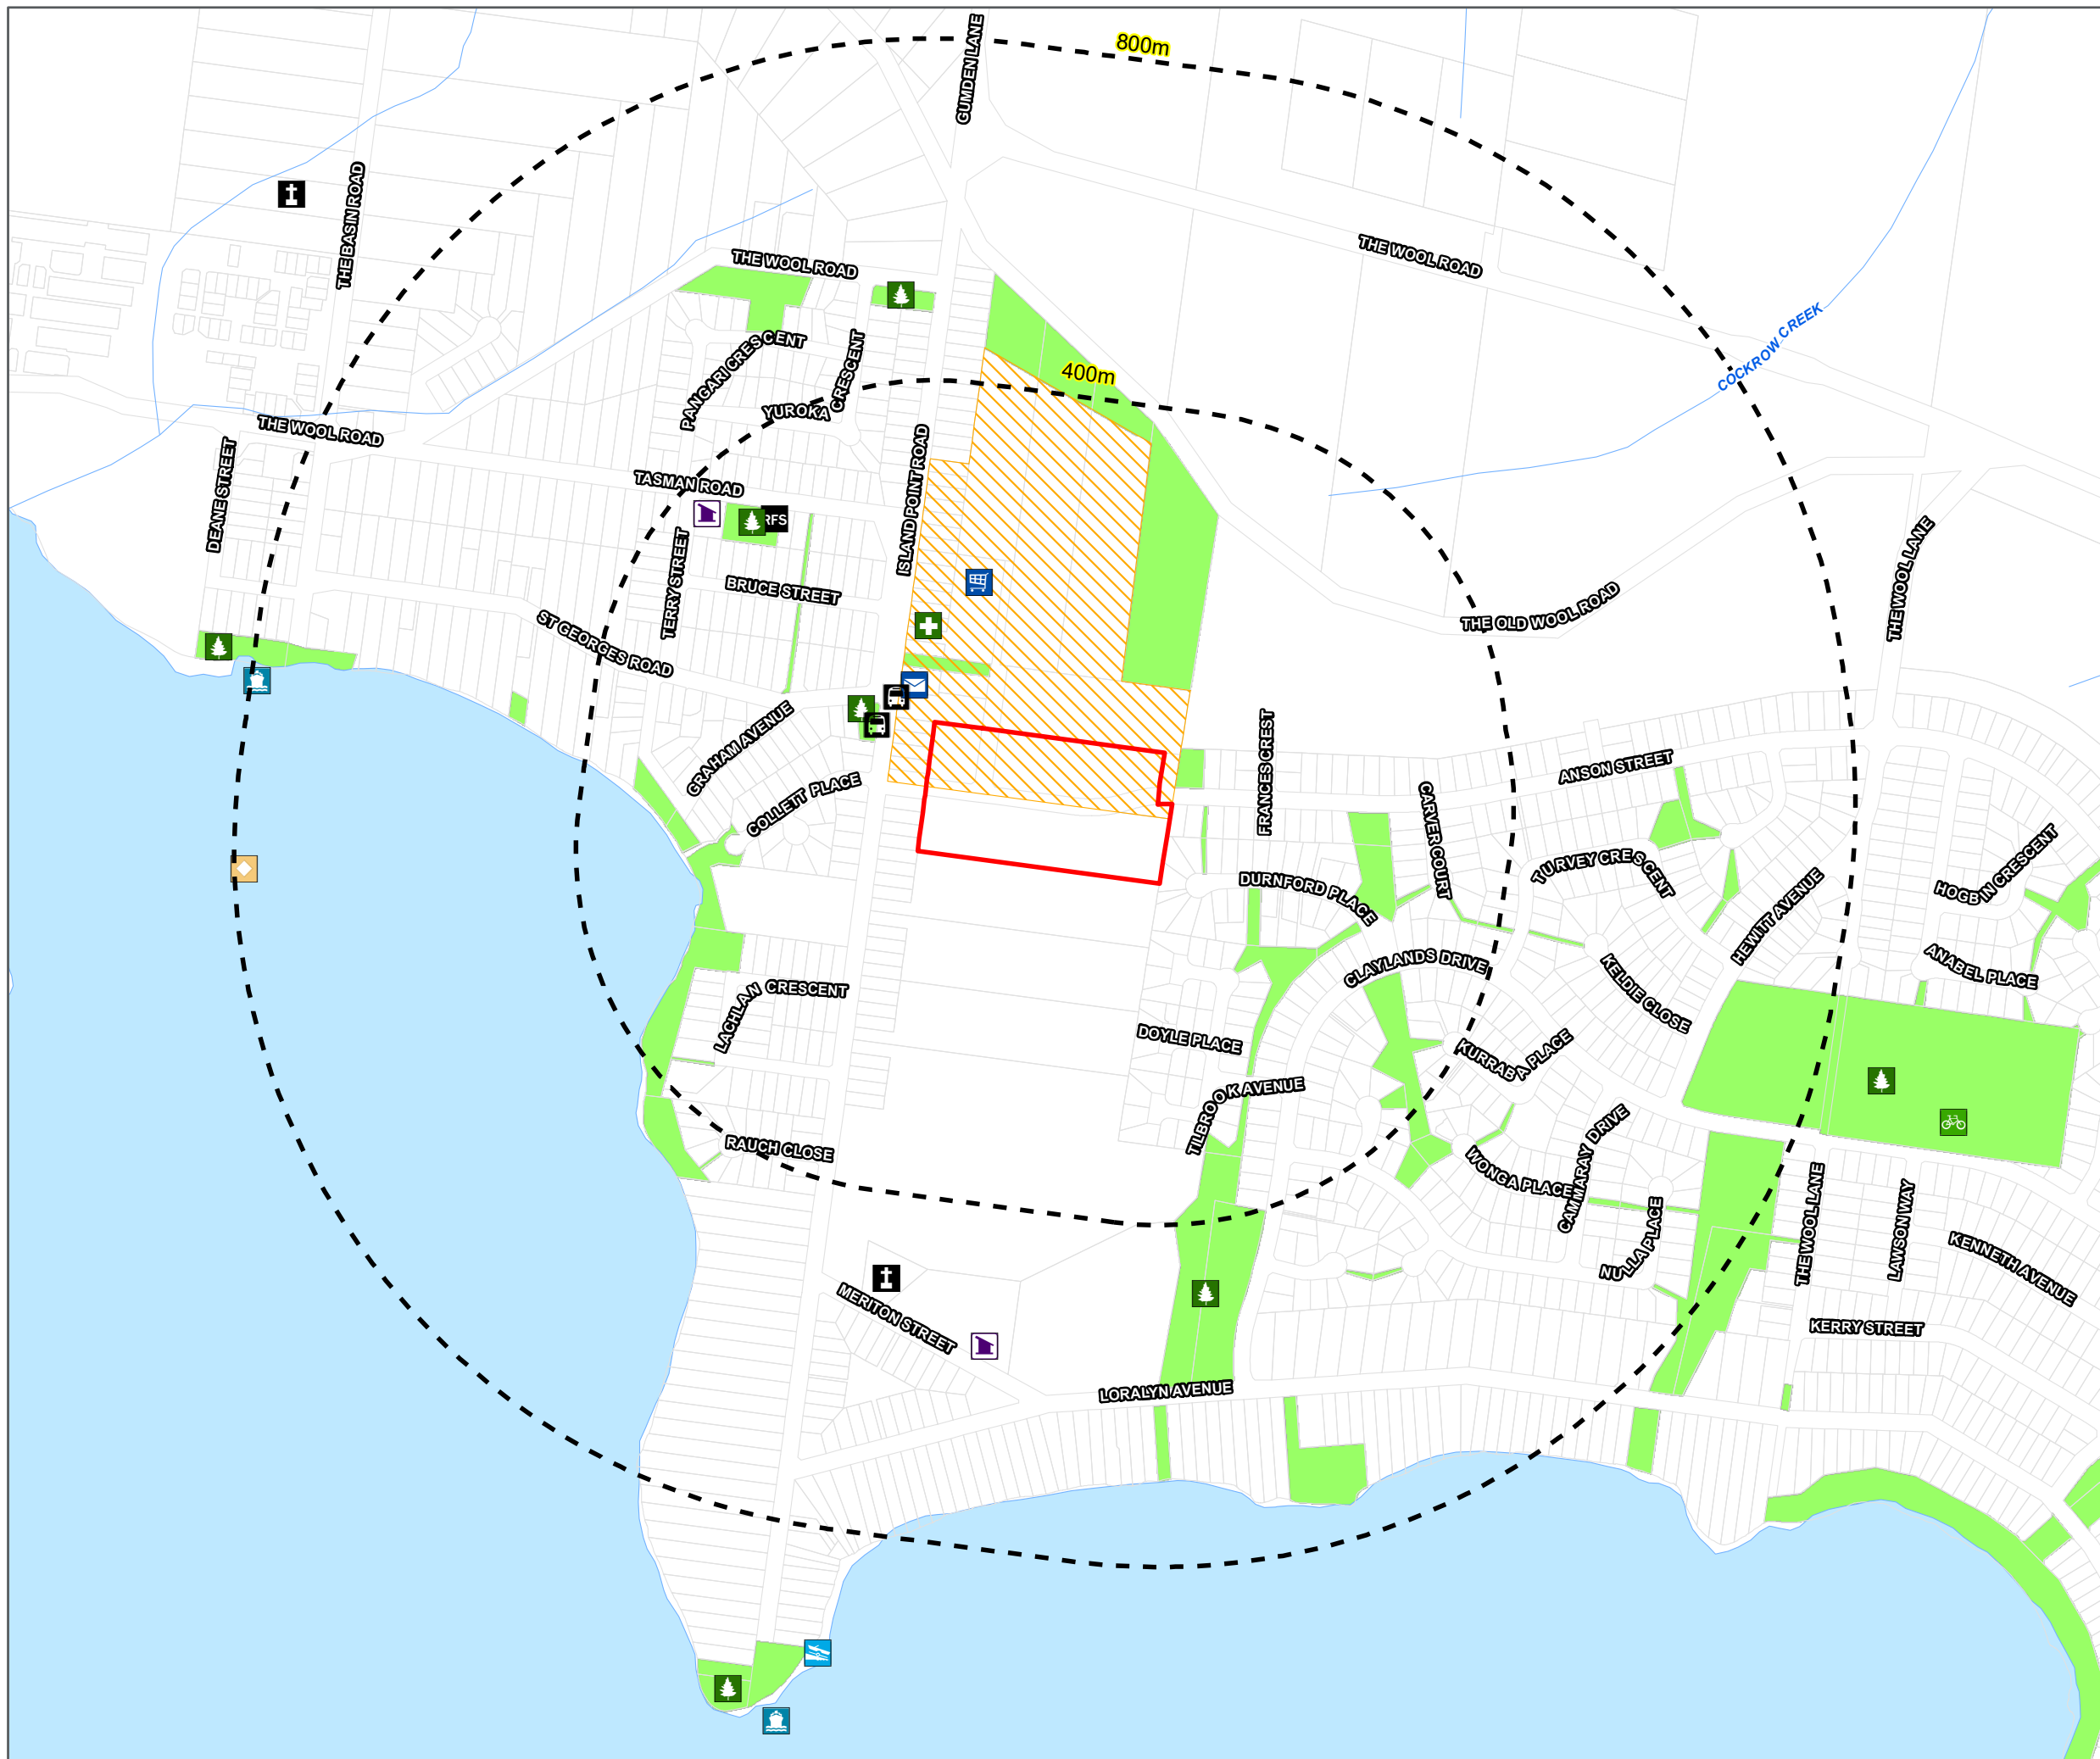 800m
GUMDEN LANE
THE BASIN ROAD
THE WOOL ROAD
THE WOOL ROAD
COCKROW CREEK
PANGARI CRESCENT
YUROKA CRESCENT
400m
THE WOOL ROAD
DEANE STREET
TASMAN ROAD
ISLAND POINT ROAD
RFS
TERRY STREET
BRUCE STREET
THE OLD WOOL ROAD
THE WOOL LANE
ST GEORGES ROAD
GRAHAM AVENUE
COLLETT PLACE
FRANCES CREST
ANSON STREET
CARVER COURT
TURVEY CRESCENT
HOGBIN CRESCENT
DURNFORD PLACE
HEWITT AVENUE
CLAYLANDS DRIVE
ANABEL PLACE
KELDIE CLOSE
LACHLAN CRESCENT
DOYLE PLACE
KURRABA PLACE
TILBROOK AVENUE
RAUCH CLOSE
CAMMARAY DRIVE
WONGA PLACE
NULLA PLACE
THE WOOL LANE
LAWSON WAY
KENNETH AVENUE
MERITON STREET
KERRY STREET
LORALYN AVENUE